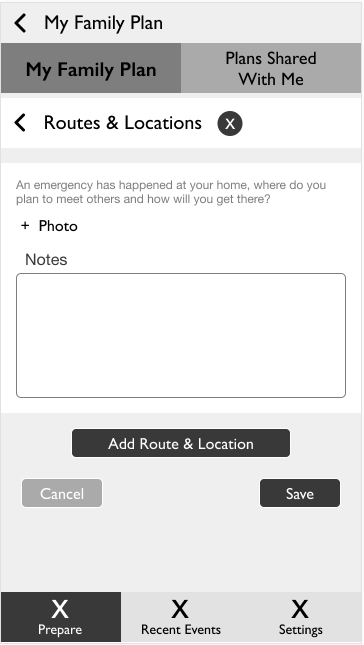 My Family Plan
My Family Plan
Plans Shared
With Me
Routes & Locations X
An emergency has happened at your home, where do you
plan to meet others and how will you get there?
+ Photo
Notes
Add Route & Location
Cancel
Save
X X X
Prepare Recent Events Settings